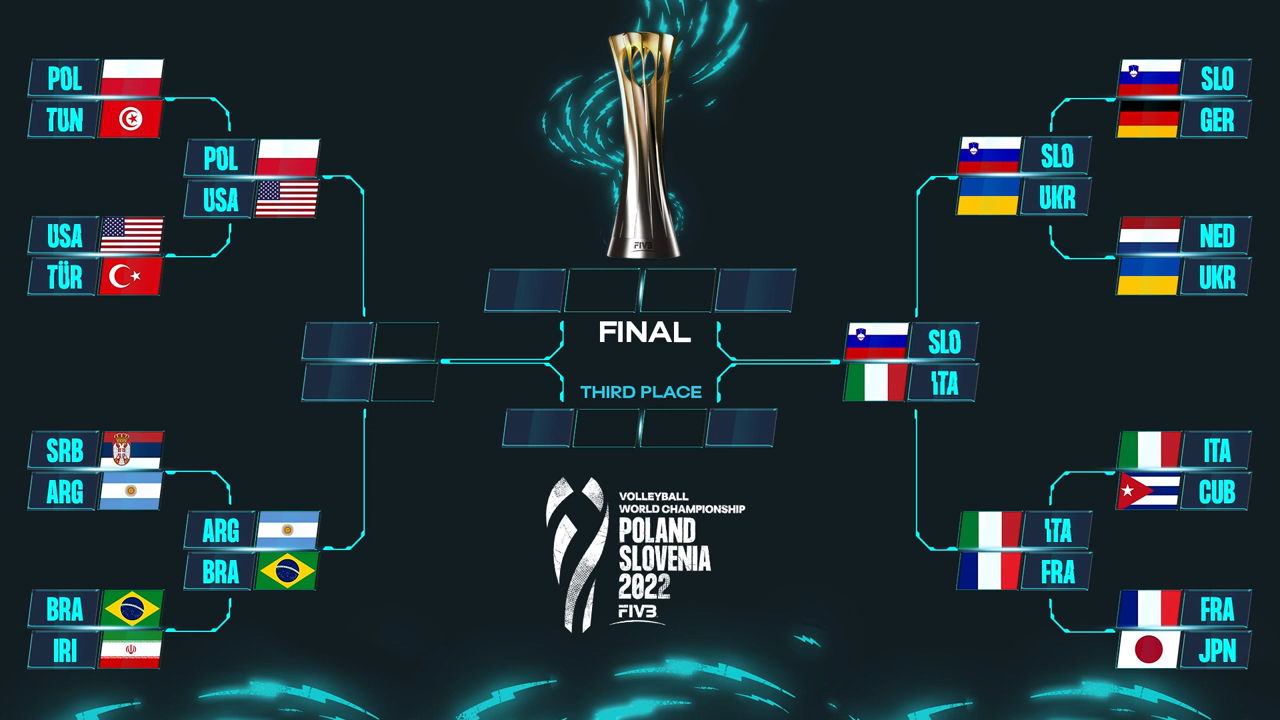 POL
TUN
POL
USA
USA
TÜR
SRB
ARG
ARG
BRA
BRA
IRI
FIVB
FINAL
THIRD PLACE
VOLLEYBALL
WORLD CHAMPIONSHIP
POLAND
SLOVENIA
2022
FIVB
SLO
GER
SLO
UKR
NED
UKR
SLO
ITA
ITA
CUB
ITA
FRA
FRA
JPN